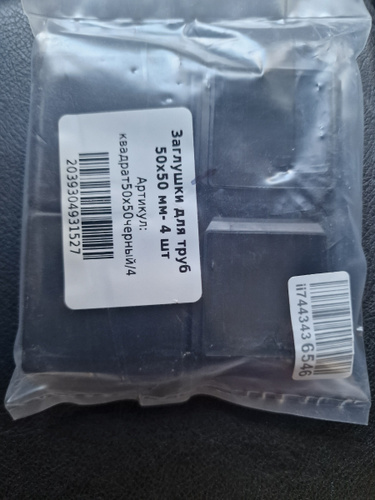 Заглушки для труб
50х50 мм- 4 шт
Артикул:
квадрат50х50черный/4
2039304931527
ii7443436546